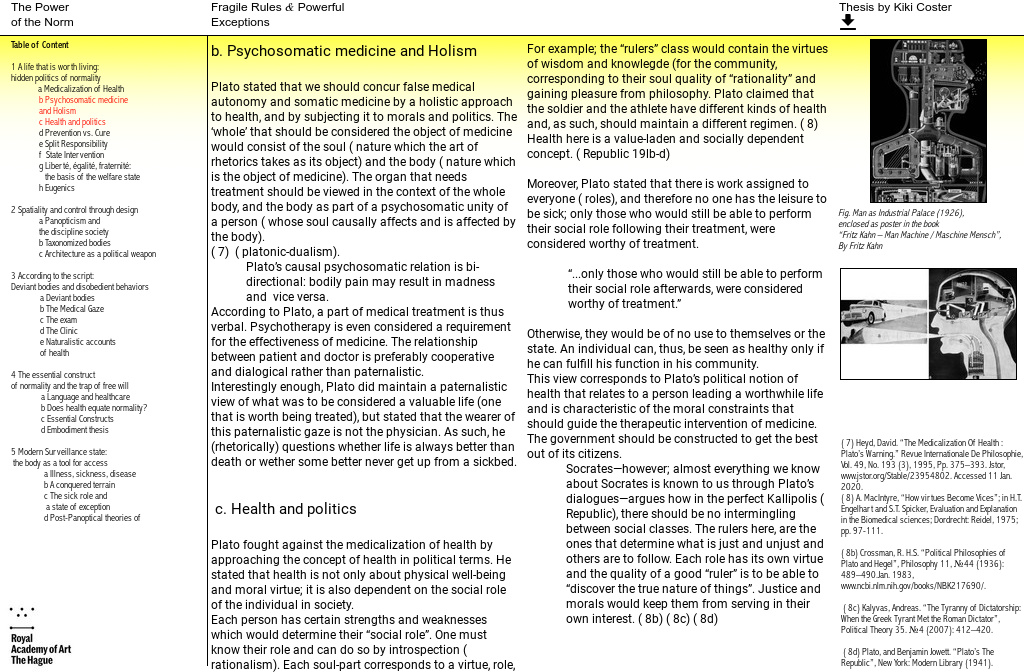 The Power
of the Norm
Fragile Rules & Powerful
Exceptions
Thesis by Kiki Coster
Table of Content
1 A life that is worth living:
hidden politics of normality
a Medicalization of Health
b Psychosomatic medicine
and Holism
c Health and politics
d Prevention vs. Cure
e Split Responsibility
f State Intervention
g Liberté, égalité, fraternité:
the basis of the welfare state
h Eugenics
2 Spatiality and control through design
a Panopticism and
the discipline society
b Taxonomized bodies
c Architecture as a political weapon
3 According to the script:
Deviant bodies and disobedient behaviors
a Deviant bodies
b The Medical Gaze
c The exam
d The Clinic
e Naturalistic accounts
of health
4 The essential construct
of normality and the trap of free will
a Language and healthcare
b Does health equate normality?
c Essential Constructs
d Embodiment thesis
5 Modern Surveillance state:
the body as a tool for access
a Illness, sickness, disease
b A conquered terrain
c The sick role and
a state of exception
d Post-Panoptical theories of
Royal
Academy of Art
The Hague
b. Psychosomatic medicine and Holism
Plato stated that we should concur false medical
autonomy and somatic medicine by a holistic approach
to health, and by subjecting it to morals and politics. The
‘whole’ that should be considered the object of medicine
would consist of the soul ( nature which the art of
rhetorics takes as its object) and the body ( nature which
is the object of medicine). The organ that needs
treatment should be viewed in the context of the whole
body, and the body as part of a psychosomatic unity of
a person ( whose soul causally affects and is affected by
the body).
( 7) ( platonic-dualism).
Plato’s causal psychosomatic relation is bi-
directional: bodily pain may result in madness
and vice versa.
According to Plato, a part of medical treatment is thus
verbal. Psychotherapy is even considered a requirement
for the effectiveness of medicine. The relationship
between patient and doctor is preferably cooperative
and dialogical rather than paternalistic.
Interestingly enough, Plato did maintain a paternalistic
view of what was to be considered a valuable life (one
that is worth being treated), but stated that the wearer of
this paternalistic gaze is not the physician. As such, he
(rhetorically) questions whether life is always better than
death or wether some better never get up from a sickbed.
c. Health and politics
Plato fought against the medicalization of health by
approaching the concept of health in political terms. He
stated that health is not only about physical well-being
and moral virtue; it is also dependent on the social role
of the individual in society.
Each person has certain strengths and weaknesses
which would determine their “social role”. One must
know their role and can do so by introspection (
rationalism). Each soul-part corresponds to a virtue, role,
For example; the “rulers” class would contain the virtues
of wisdom and knowlegde (for the community,
corresponding to their soul quality of “rationality” and
gaining pleasure from philosophy. Plato claimed that
the soldier and the athlete have different kinds of health
and, as such, should maintain a different regimen. ( 8)
Health here is a value-laden and socially dependent
concept. ( Republic 19lb-d)
Moreover, Plato stated that there is work assigned to
everyone ( roles), and therefore no one has the leisure to
be sick; only those who would still be able to perform
their social role following their treatment, were
considered worthy of treatment.
“...only those who would still be able to perform
their social role afterwards, were considered
worthy of treatment.”
Otherwise, they would be of no use to themselves or the
state. An individual can, thus, be seen as healthy only if
he can fulfill his function in his community.
This view corresponds to Plato’s political notion of
health that relates to a person leading a worthwhile life
and is characteristic of the moral constraints that
should guide the therapeutic intervention of medicine.
The government should be constructed to get the best
out of its citizens.
Socrates—however; almost everything we know
about Socrates is known to us through Plato’s
dialogues—argues how in the perfect Kallipolis (
Republic), there should be no intermingling
between social classes. The rulers here, are the
ones that determine what is just and unjust and
others are to follow. Each role has its own virtue
and the quality of a good “ruler” is to be able to
“discover the true nature of things”. Justice and
morals would keep them from serving in their
own interest. ( 8b) ( 8c) ( 8d)
Fig. Man as Industrial Palace (1926),
enclosed as poster in the book
“Fritz Kahn – Man Machine / Maschine Mensch”,
By Fritz Kahn
( 7) Heyd, David. “The Medicalization Of Health :
Plato’s Warning.” Revue Internationale De Philosophie,
Vol. 49, No. 193 (3), 1995, Pp. 375–393. Jstor,
www.jstor.org/Stable/23954802. Accessed 11 Jan.
2020.
( 8) A. MacIntyre, “How virtues Become Vices”; in H.T.
Engelhart and S.T. Spicker, Evaluation and Explanation
in the Biomedical sciences; Dordrecht: Reidel, 1975;
pp. 97-111.
( 8b) Crossman, R. H.S. “Political Philosophies of
Plato and Hegel”, Philosophy 11, №44 (1936):
489–490.Jan. 1983,
www.ncbi.nlm.nih.gov/books/NBK217690/.
( 8c) Kalyvas, Andreas. “The Tyranny of Dictatorship:
When the Greek Tyrant Met the Roman Dictator”,
Political Theory 35. №4 (2007): 412–420.
( 8d) Plato, and Benjamin Jowett. “Plato’s The
Republic”, New York: Modern Library (1941).